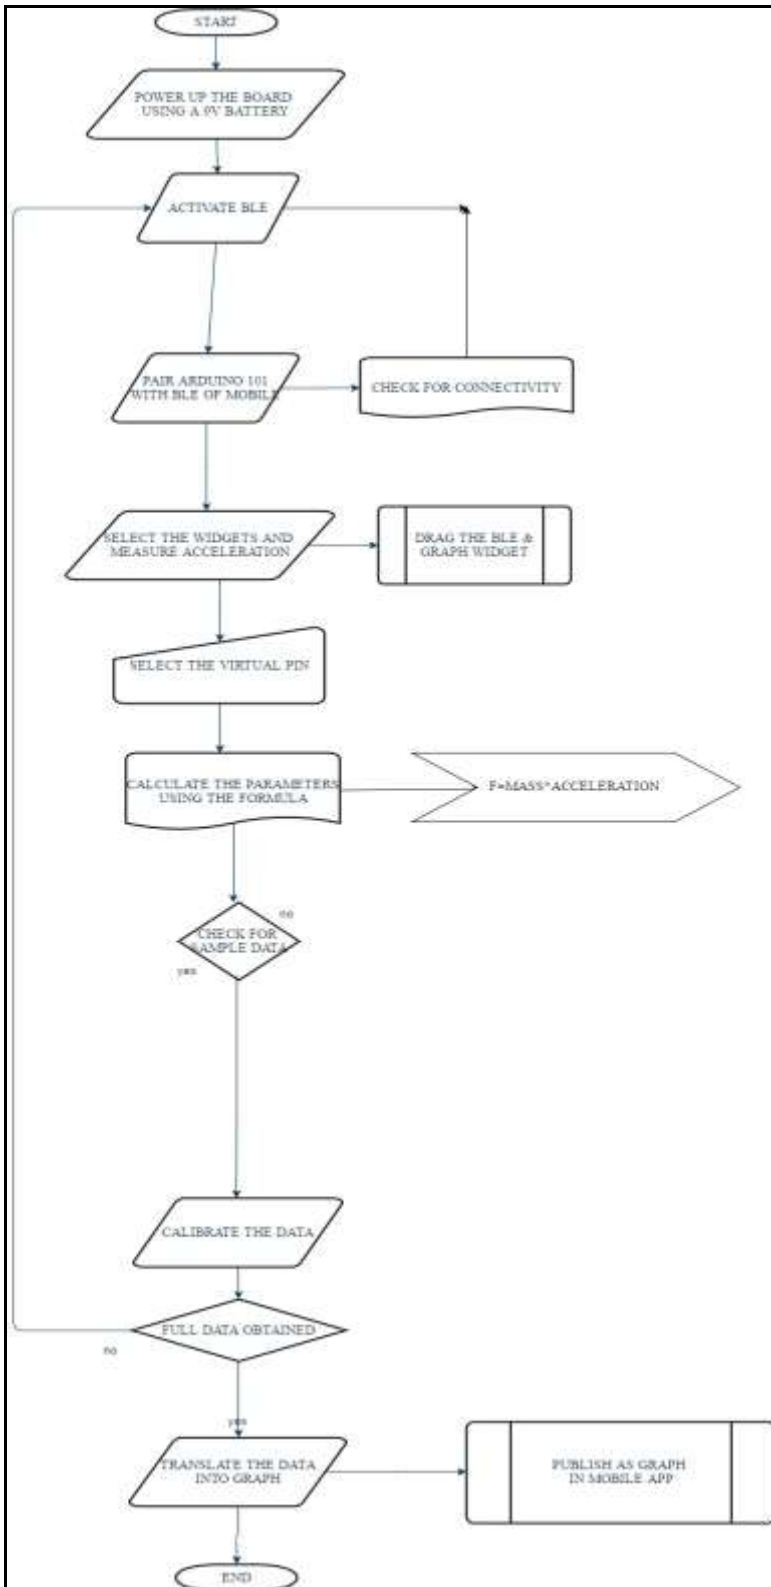 START
POWER UP THE BOARD
USING A 9V BATTERY
ACTIVATE BLE
PAIR ARDUINO 101
WITH BLE OF MOBILE
CHECK FOR CONNECTIVITY
SELECT THE WIDGETS AND
MEASURE ACCELERATION
DRAG THE BLE &
GRAPH WIDGET
SELECT THE VIRTUAL PIN
CALCULATE THE PARAMETERS
USING THE FORMULA
F=MASS*ACCELERATION
no
CHECK FOR
SAMPLE DATA
yes
CALIBRATE THE DATA
FULL DATA OBTAINED
no
yes
TRANSLATE THE DATA
INTO GRAPH
PUBLISH AS GRAPH
IN MOBILE APP
END